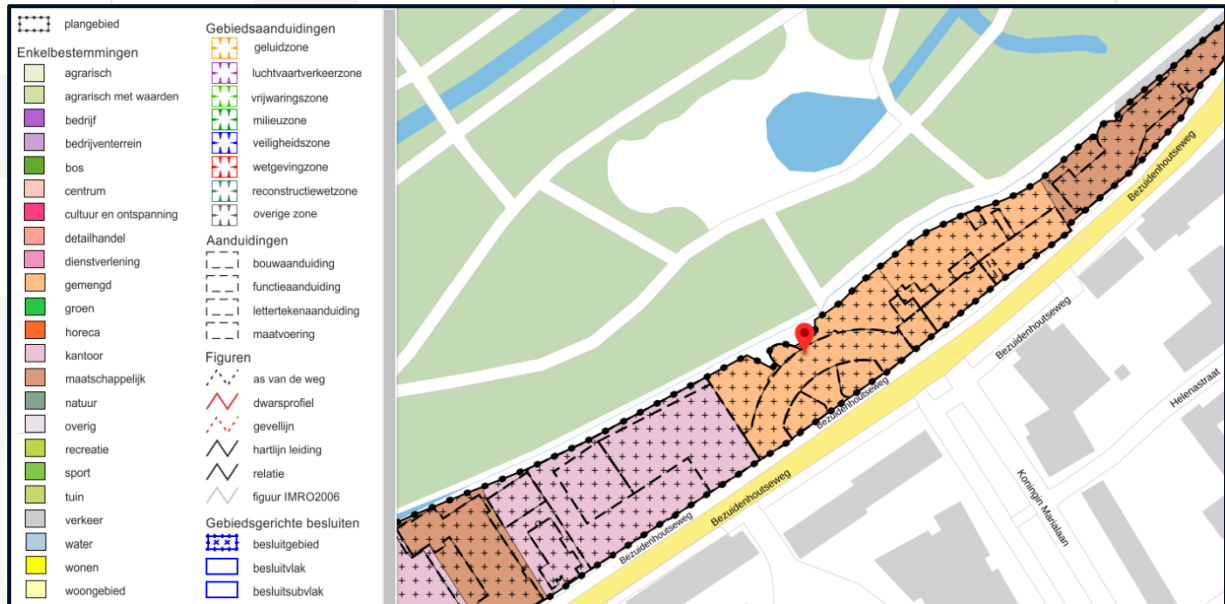 plangebied
Enkelbestemmingen
agrarisch
agrarisch met waarden
bedrijf
bedrijventerrein
bos
centrum
cultuur en ontspanning
detailhandel
dienstverlening
gemengd
groen
horeca
kantoor
maatschappelijk
natuur
overig
recreatie
sport
tuin
verkeer
water
wonen
woongebied
Gebiedsaanduidingen
geluidzone
luchtvaartverkeerzone
vrijwaringszone
milieuzone
veiligheidszone
wetgevingzone
reconstructiewetzone
overige zone
Aanduidingen
bouwaanduiding
functieaanduiding
lettertekenaanduiding
maatvoering
Figuren
as van de weg
dwarsprofiel
gevellijn
hartlijn leiding
relatie
figuur IMRO2006
Gebiedsgerichte besluiten
besluitgebied
besluitvlak
besluitsubvlak
Bezuidenhoutseweg
Bezuidenhoutseweg
Bezuidenhoutseweg
Bezuidenhoutseweg
Bezuidenhoutseweg
Helenastraat
Koningin Marialaan